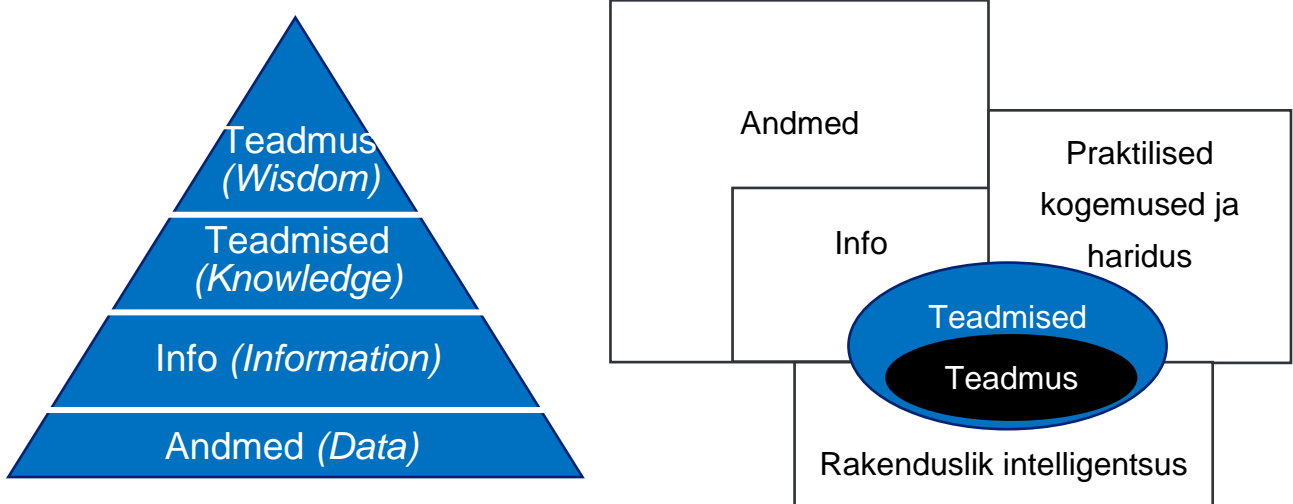 Teadmus
(Wisdom)
Teadmised
(Knowledge)
Info (Information)
Andmed (Data)
Andmed
Praktilised
kogemused ja
haridus
Info
Teadmised
Teadmus
Rakenduslik intelligentsus